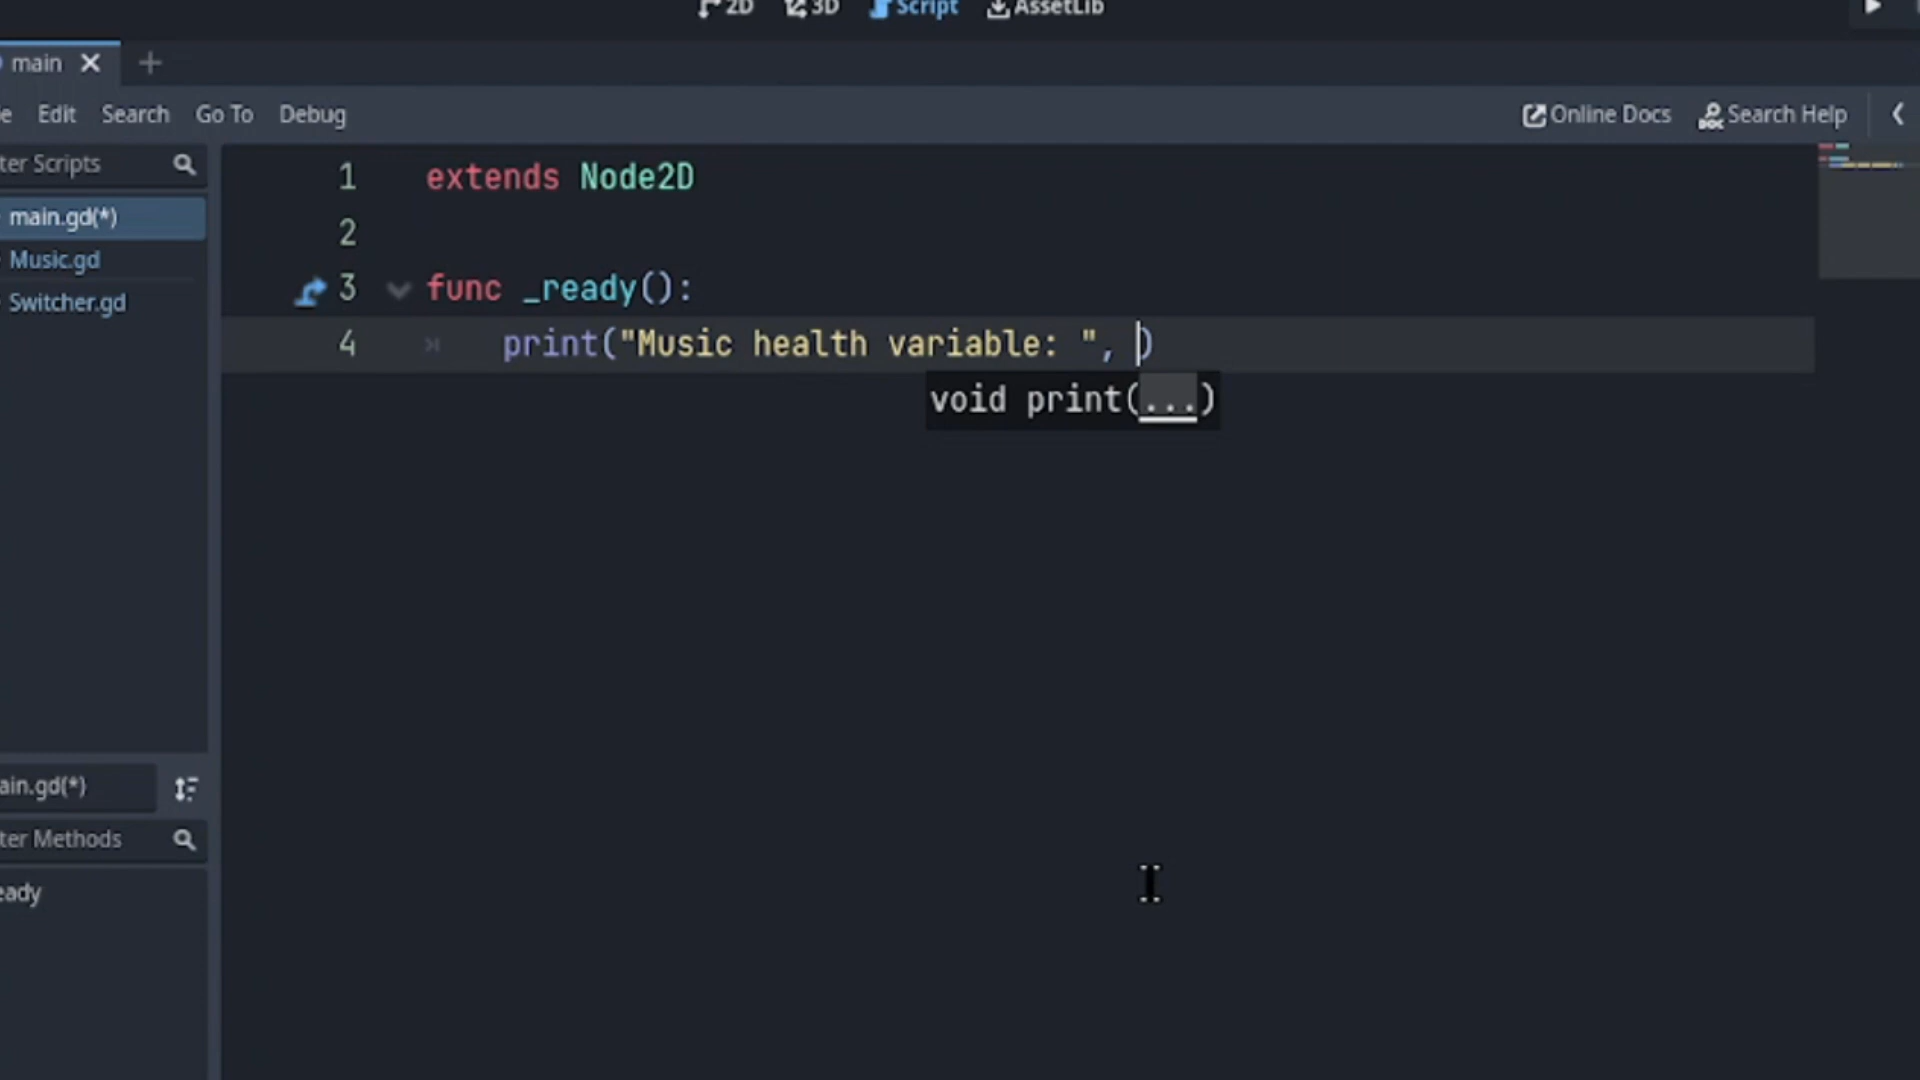 2D 3D Script AssetLib
main
e Edit Search Go To Debug Online Docs Search Help
ter Scripts
main.gd(*)
Music.gd
Switcher.gd
1 extends Node2D
2
3 func _ready():
4 print("Music health variable: ", )
void print(...)
ain.gd(*)
ter Methods
eady